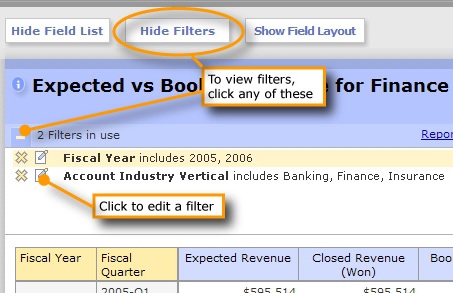 Hide Field List Hide Filters Show Field Layout
Expected vs Boo e for Finance
To view filters,
click any of these
2 Filters in use Repor
Fiscal Year includes 2005, 2006
Account Industry Vertical includes Banking, Finance, Insurance
Click to edit a filter
Fiscal Year Fiscal Quarter Expected Revenue Closed Revenue (Won) Boo
2005-Q1 $595,514 $595,514